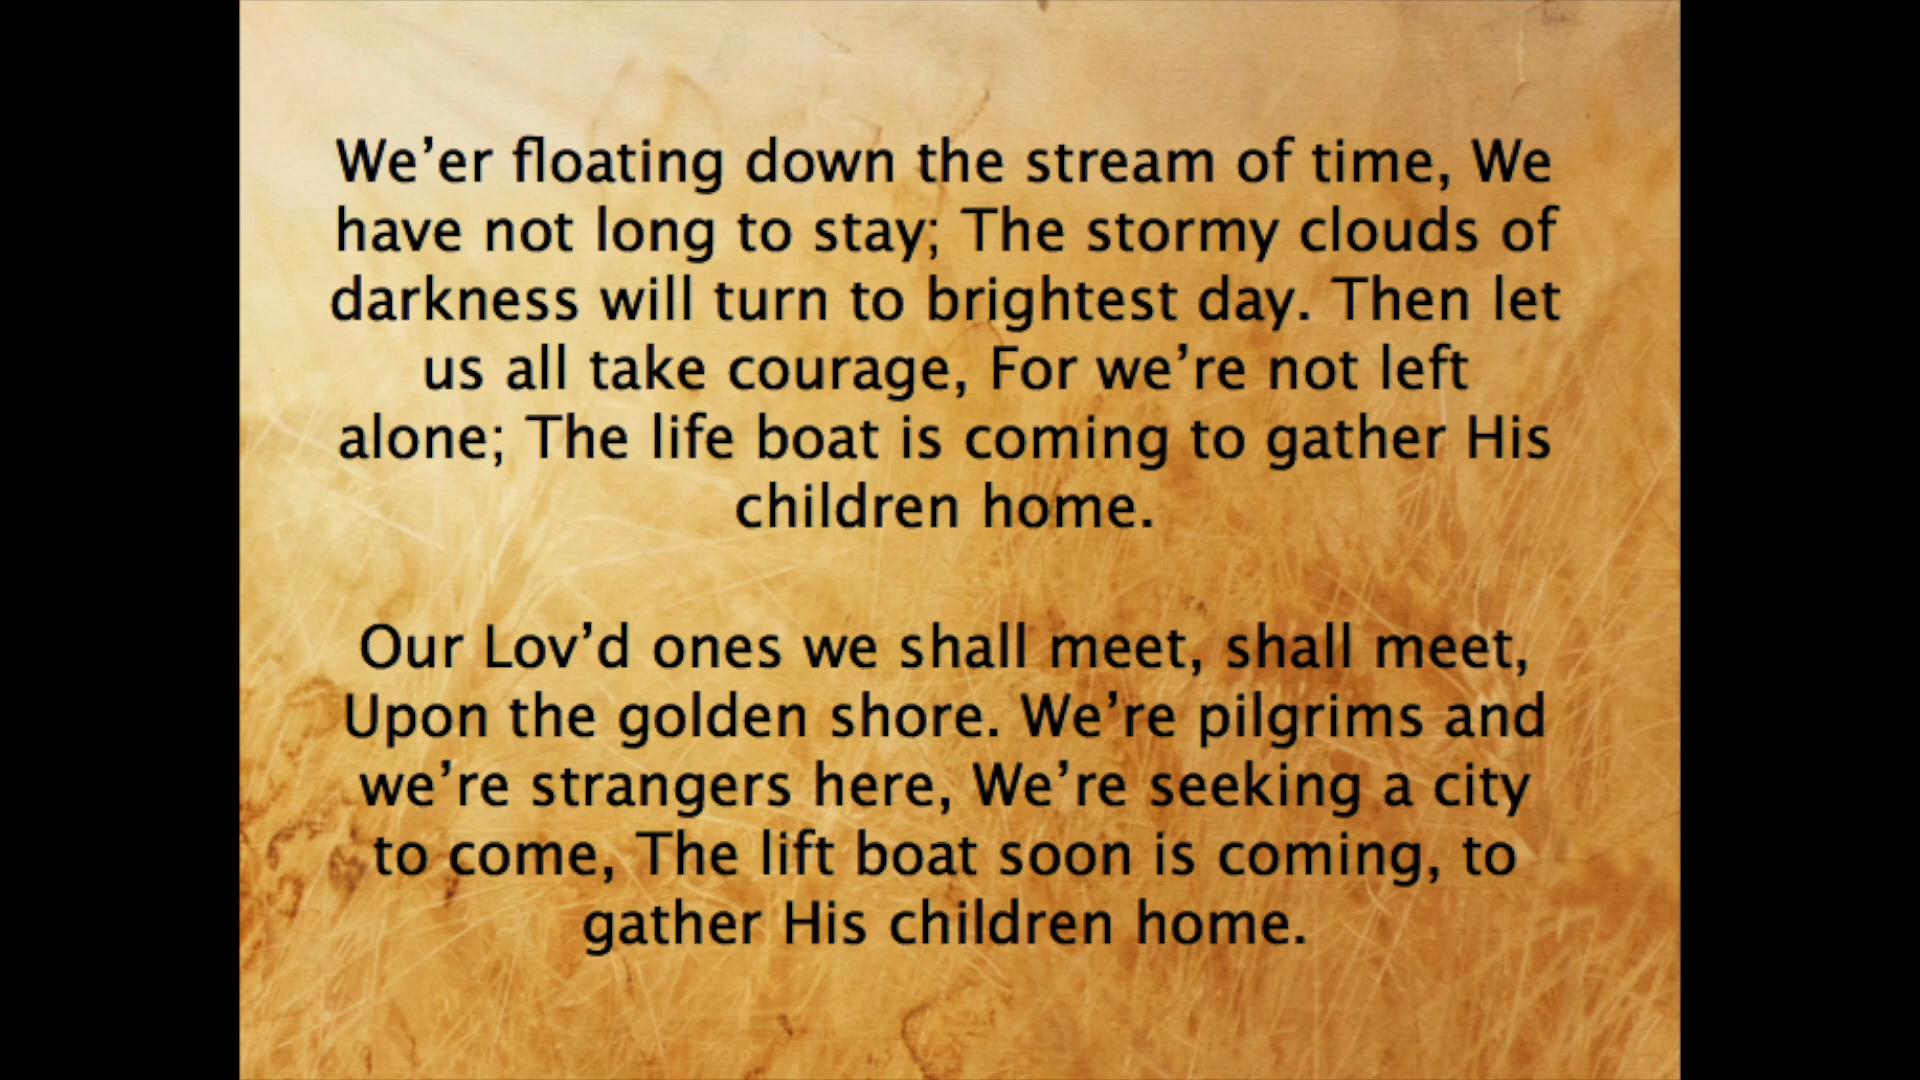 We’er floating down the stream of time, We
have not long to stay; The stormy clouds of
darkness will turn to brightest day. Then let
us all take courage, For we’re not left
alone; The life boat is coming to gather His
children home.
Our Lov’d ones we shall meet, shall meet,
Upon the golden shore. We’re pilgrims and
we’re strangers here, We’re seeking a city
to come, The lift boat soon is coming, to
gather His children home.